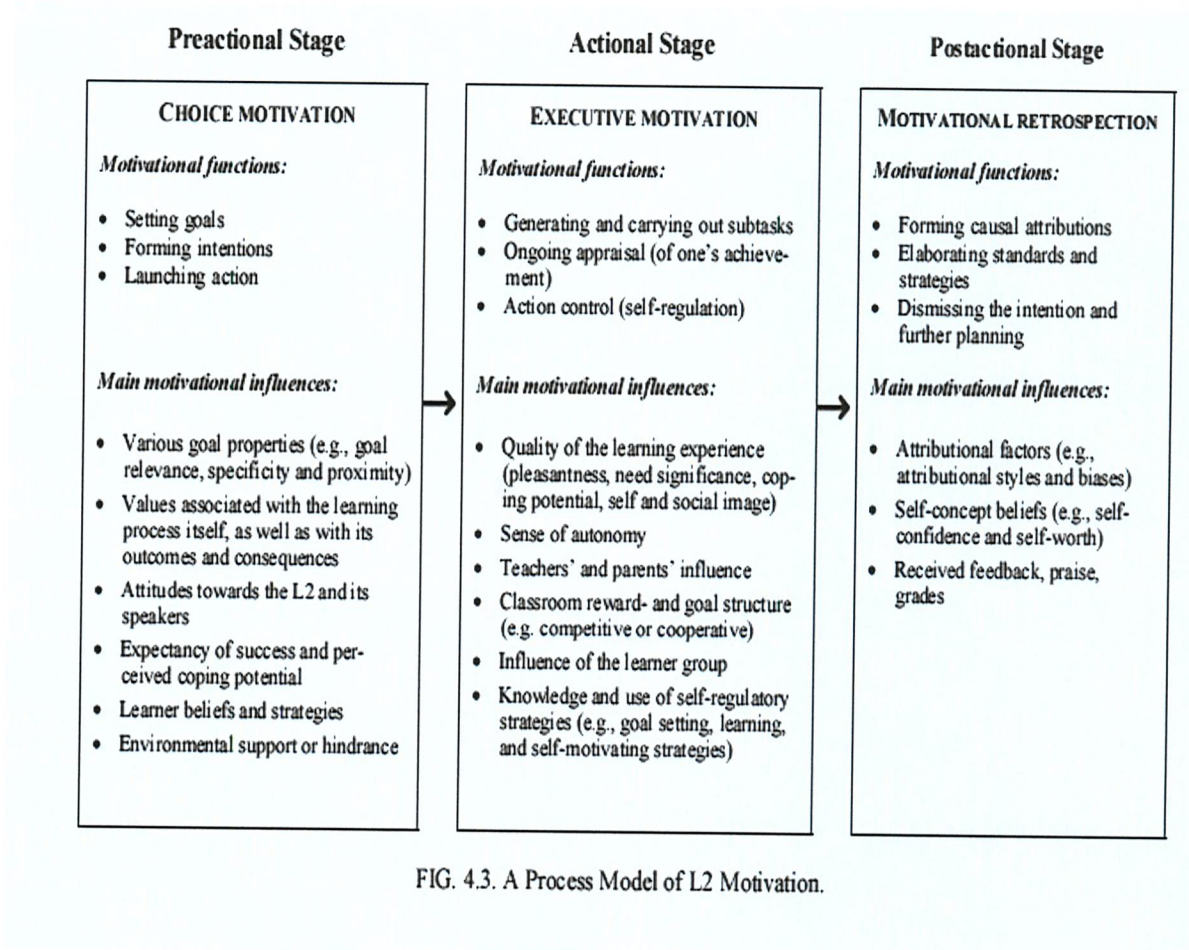 Preactional Stage
Actional Stage
Postactional Stage
CHOICE MOTIVATION
Motivational functions:
• Setting goals
• Forming intentions
• Launching action
Main motivational influences:
• Various goal properties (e.g., goal
relevance, specificity and proximity)
• Values associated with the learning
process itself, as well as with its
outcomes and consequences
• Attitudes towards the L2 and its
speakers
• Expectancy of success and per-
ceived coping potential
• Learner beliefs and strategies
• Environmental support or hindrance
EXECUTIVE MOTIVATION
Motivational functions:
• Generating and carrying out subtasks
• Ongoing appraisal (of one's achieve-
ment)
• Action control (self-regulation)
Main motivational influences:
• Quality of the learning experience
(pleasantness, need significance, cop-
ing potential, self and social image)
• Sense of autonomy
• Teachers' and parents' influence
• Classroom reward- and goal structure
(e.g. competitive or cooperative)
• Influence of the learner group
• Knowledge and use of self-regulatory
strategies (e.g., goal setting, learning,
and self-motivating strategies)
MOTIVATIONAL RETROSPECTION
Motivational functions:
• Forming causal attributions
• Elaborating standards and
strategies
• Dismissing the intention and
further planning
Main motivational influences:
• Attributional factors (e.g.,
attributional styles and biases)
• Self-concept beliefs (e.g., self-
confidence and self-worth)
• Received feedback, praise,
grades
FIG. 4.3. A Process Model of L2 Motivation.